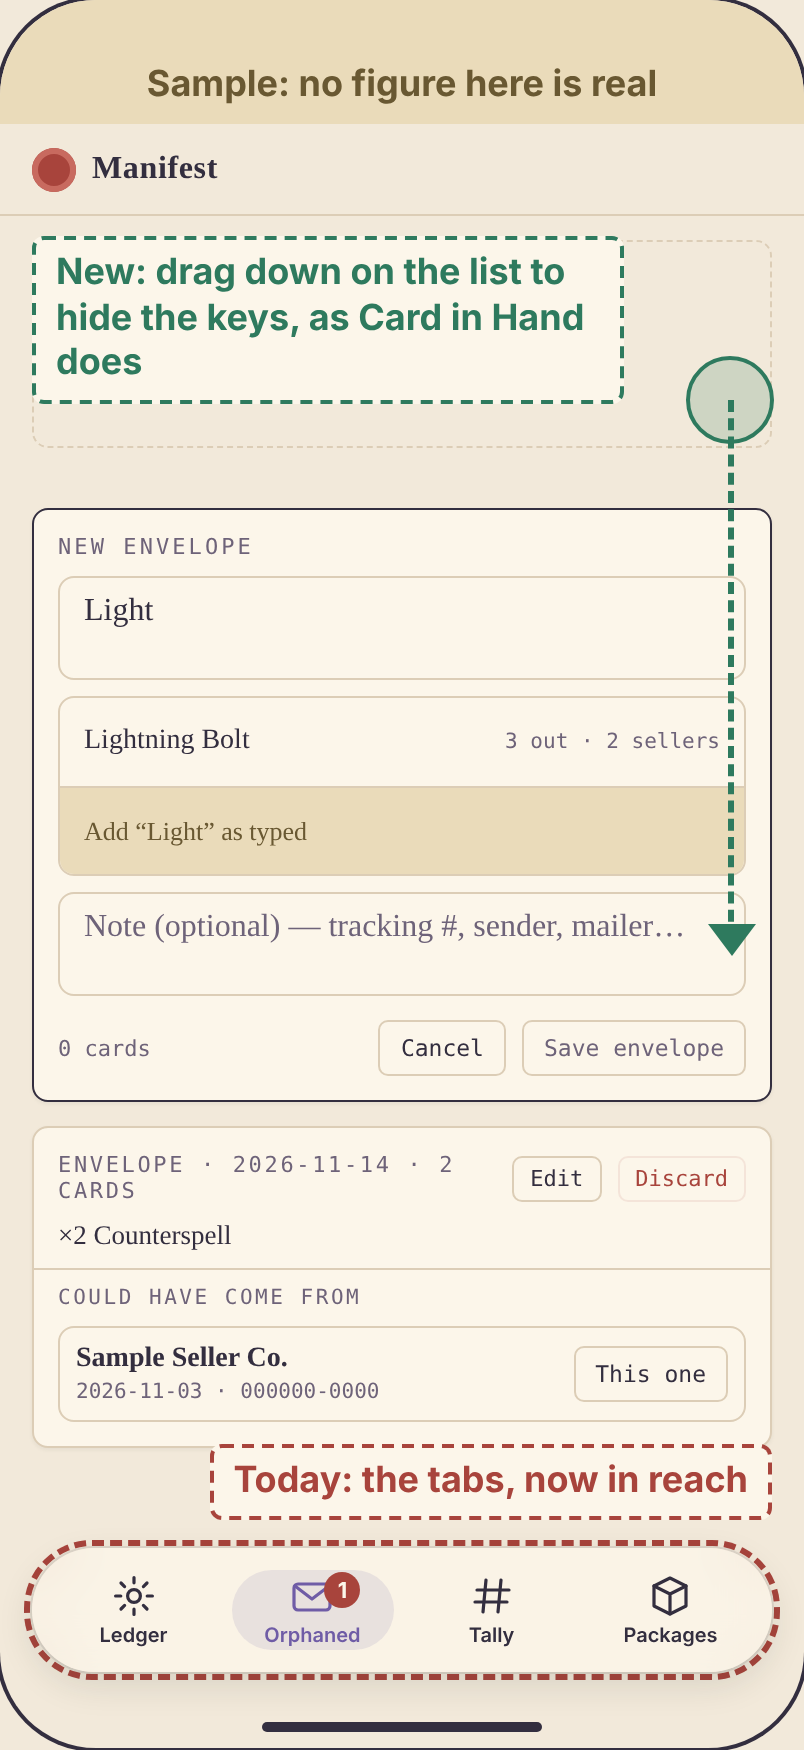 Sample: no figure here is real
Manifest
New: drag down on the list to
hide the keys, as Card in Hand
does
NEW ENVELOPE
Light
Lightning Bolt 3 out · 2 sellers
Add “Light” as typed
Note (optional) — tracking #, sender, mailer…
0 cards Cancel Save envelope
ENVELOPE · 2026-11-14 · 2
CARDS
Edit Discard
×2 Counterspell
COULD HAVE COME FROM
Sample Seller Co.
2026-11-03 · 000000-0000
This one
Today: the tabs, now in reach
1
Ledger Orphaned Tally Packages